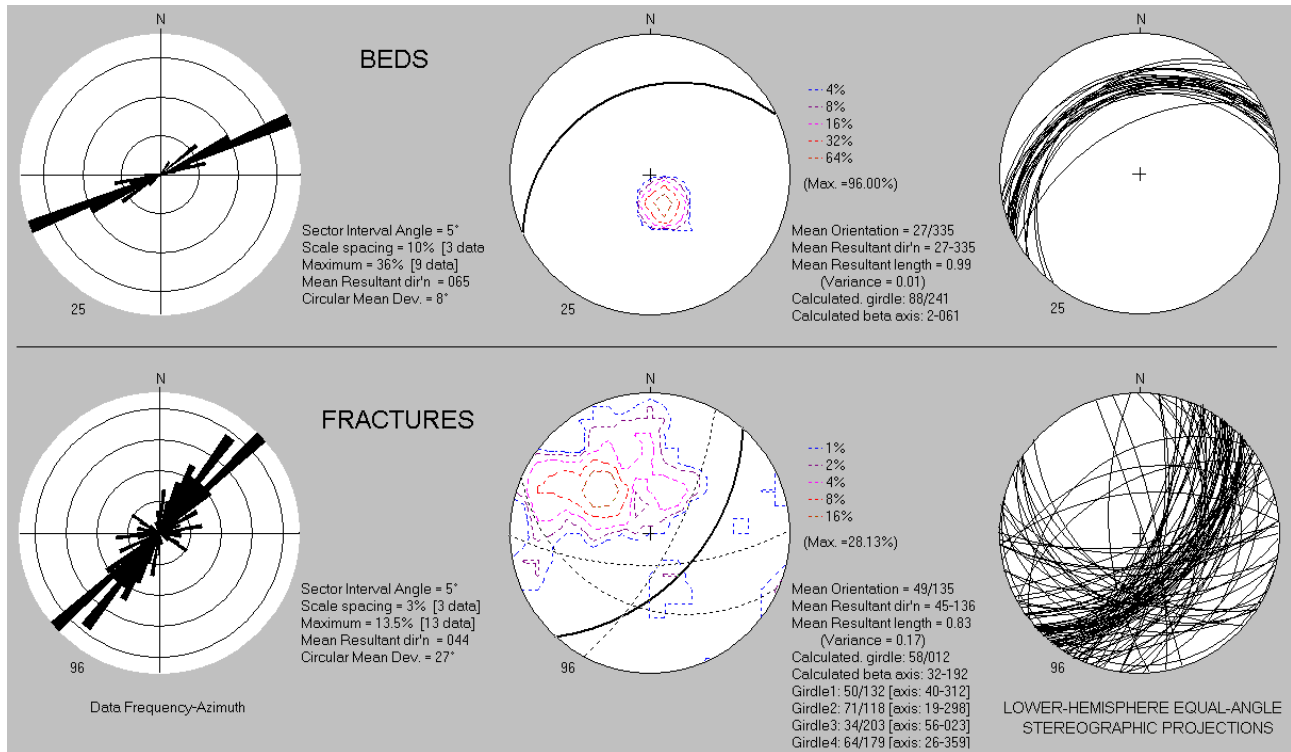 N
N
N
BEDS
4%
8%
16%
32%
64%
(Max. =96.00%)
Sector Interval Angle = 5°
Scale spacing = 10% [3 data
Maximum = 36% [9 data]
Mean Resultant dir'n = 065
Circular Mean Dev. = 8°
25
Mean Orientation = 27/335
Mean Resultant dir'n = 27-335
Mean Resultant length = 0.99
(Variance = 0.01)
Calculated. girdle: 88/241
Calculated beta axis: 2-061
25
25
N
N
N
FRACTURES
1%
2%
4%
8%
16%
(Max. =28.13%)
Sector Interval Angle = 5°
Scale spacing = 3% [3 data]
Maximum = 13.5% [13 data]
Mean Resultant dir'n = 044
Circular Mean Dev. = 27°
96
Data Frequency-Azimuth
96
Mean Orientation = 49/135
Mean Resultant dir'n = 45-136
Mean Resultant length = 0.83
(Variance = 0.17)
Calculated. girdle: 58/012
Calculated beta axis: 32-192
Girdle1: 50/132 [axis: 40-312]
Girdle2: 71/118 [axis: 19-298]
Girdle3: 34/203 [axis: 56-023]
Girdle4: 64/179 [axis: 26-359]
96
LOWER-HEMISPHERE EQUAL-ANGLE
STEREOGRAPHIC PROJECTIONS